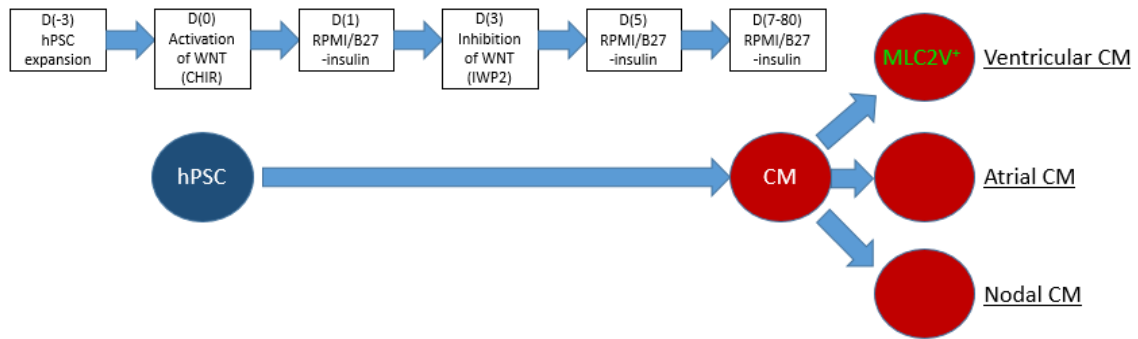 D(-3)
hPSC
expansion
D(0)
Activation
of WNT
(CHIR)
D(1)
RPMI/B27
-insulin
D(3)
Inhibition
of WNT
(IWP2)
D(5)
RPMI/B27
-insulin
D(7-80)
RPMI/B27
-insulin
MLC2V⁺
Ventricular CM
hPSC
CM
Atrial CM
Nodal CM